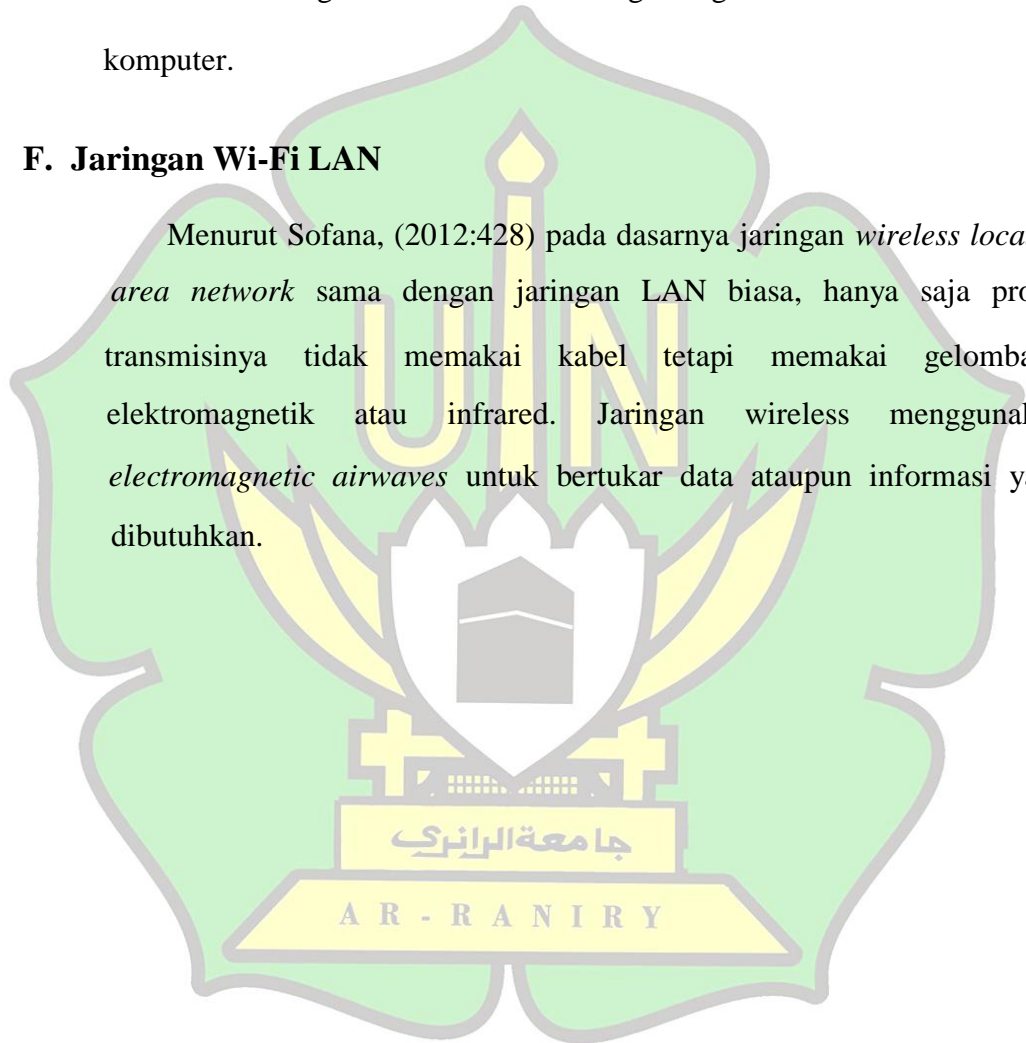 komputer.
F. Jaringan Wi-Fi LAN
Menurut Sofana, (2012:428) pada dasarnya jaringan wireless loca
area network sama dengan jaringan LAN biasa, hanya saja pro
transmisinya tidak memakai kabel tetapi memakai gelomba
elektromagnetik atau infrared. Jaringan wireless menggunak
electromagnetic airwaves untuk bertukar data ataupun informasi ya
dibutuhkan.
UIN
جامعةالرانري
AR-RANIRY